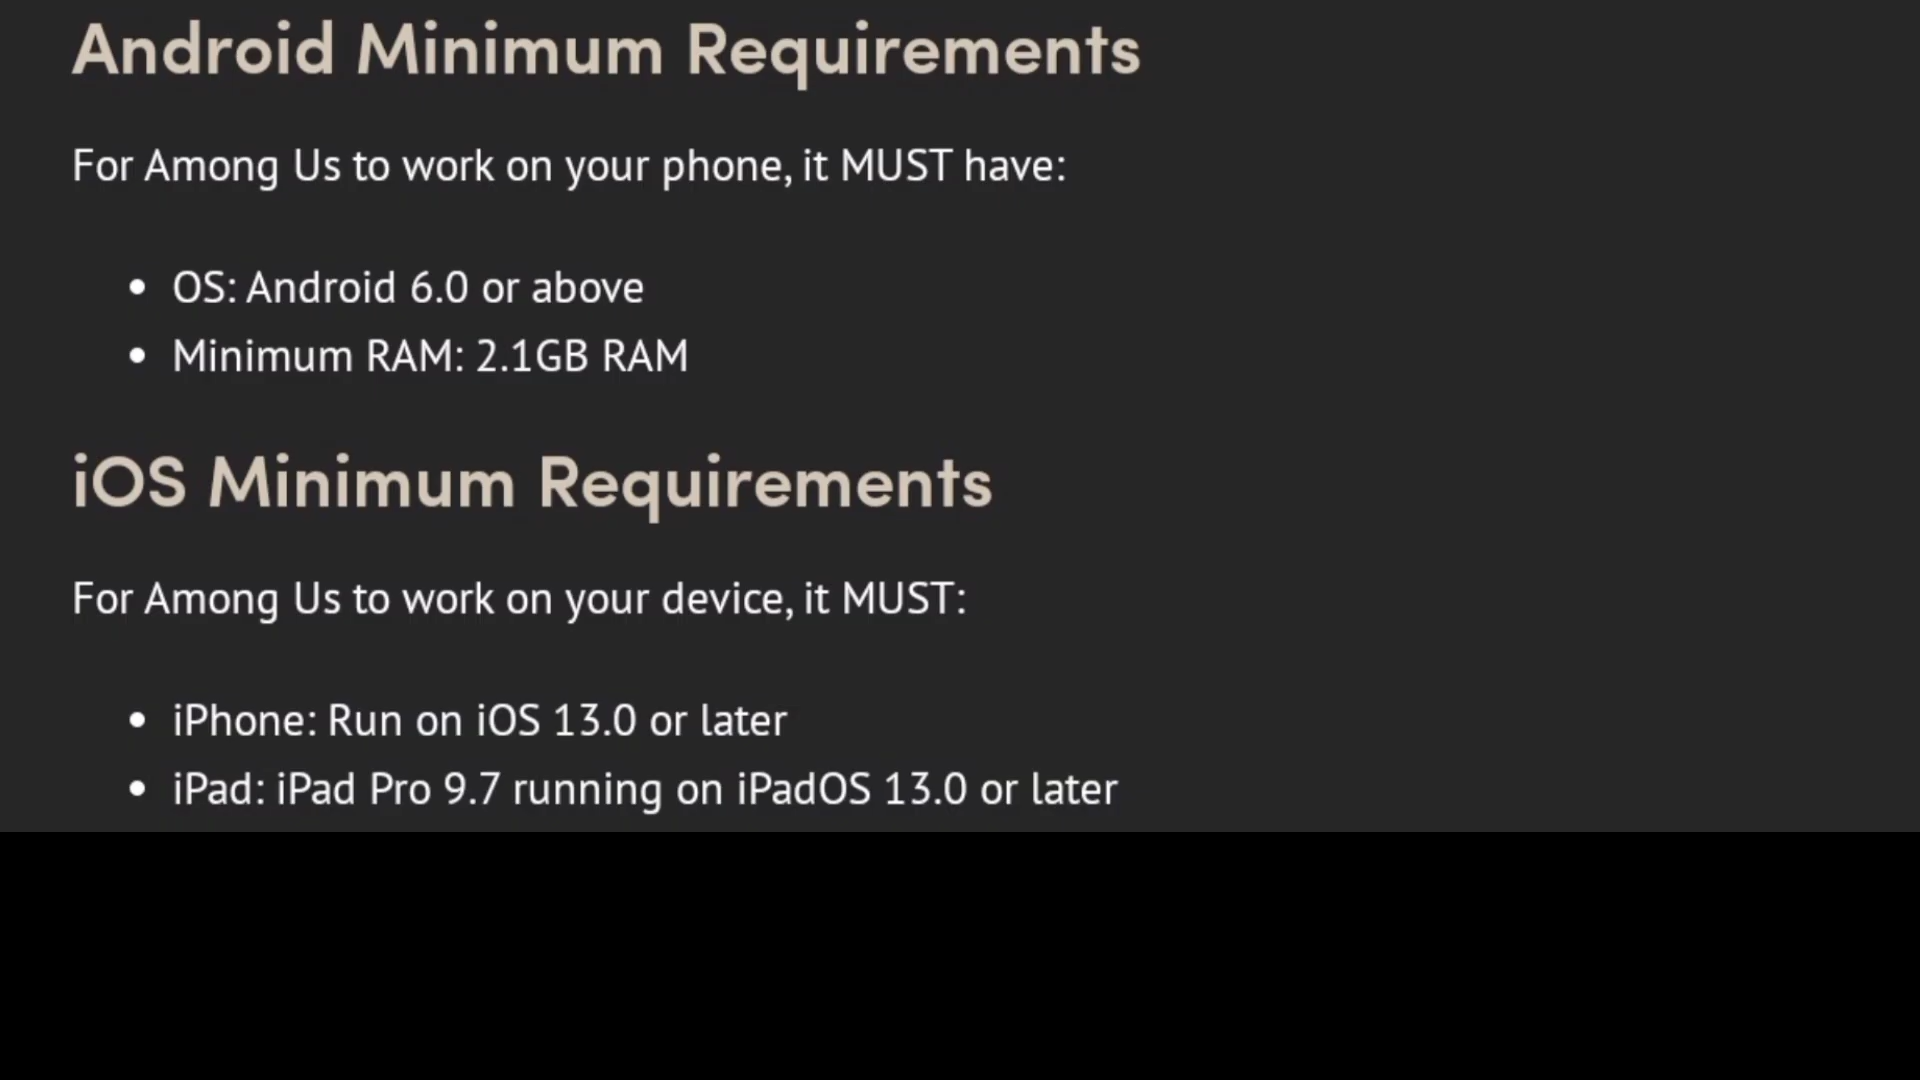 Android Minimum Requirements
For Among Us to work on your phone, it MUST have:
• OS: Android 6.0 or above
• Minimum RAM: 2.1GB RAM
iOS Minimum Requirements
For Among Us to work on your device, it MUST:
• iPhone: Run on iOS 13.0 or later
• iPad: iPad Pro 9.7 running on iPadOS 13.0 or later